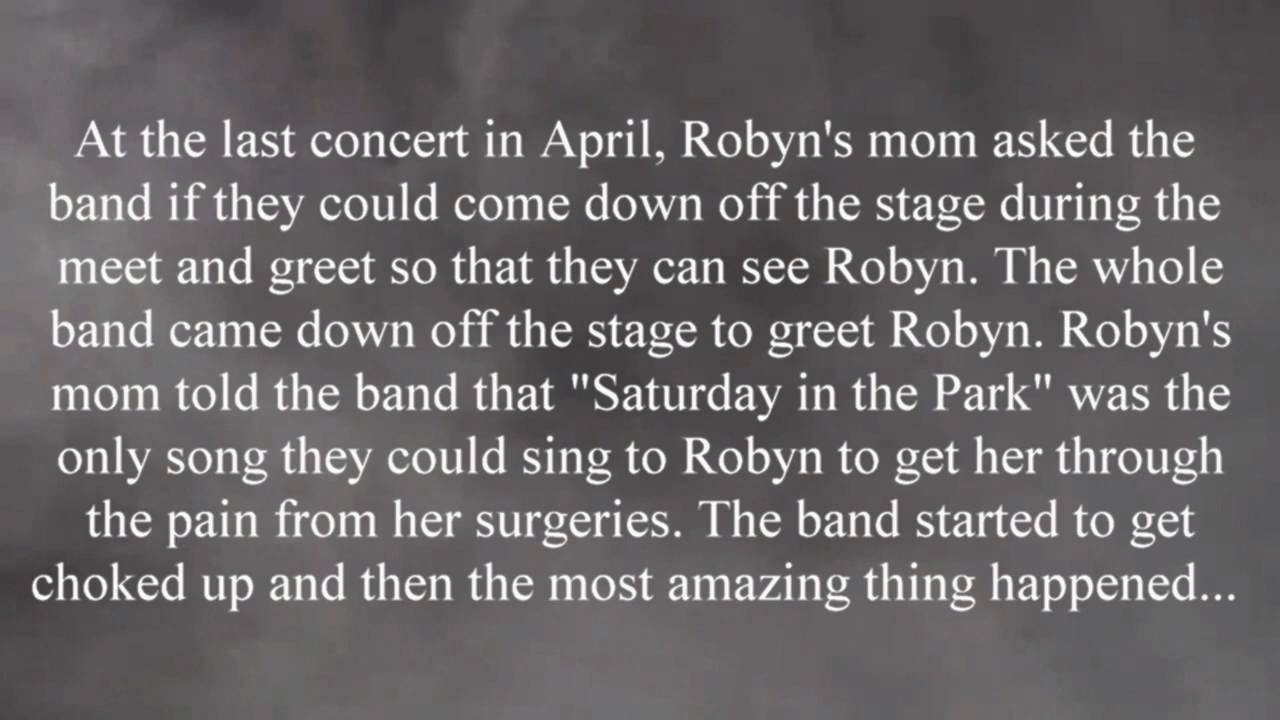 At the last concert in April, Robyn's mom asked the
band if they could come down off the stage during the
meet and greet so that they can see Robyn. The whole
band came down off the stage to greet Robyn. Robyn's
mom told the band that "Saturday in the Park" was the
only song they could sing to Robyn to get her through
the pain from her surgeries. The band started to get
choked up and then the most amazing thing happened...